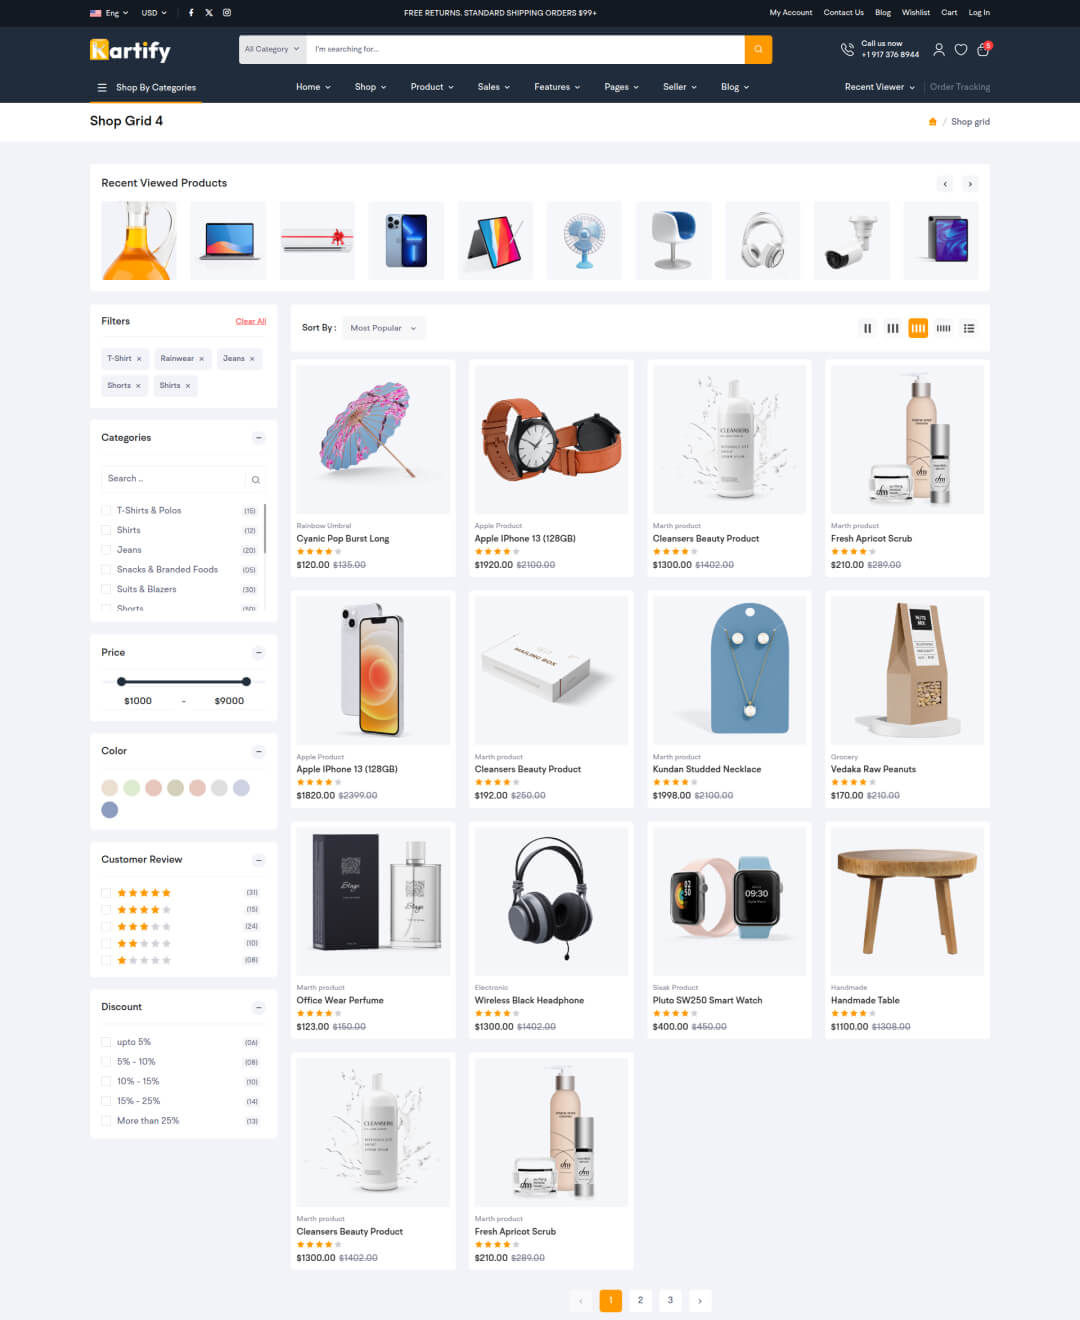 Eng USD FREE RETURNS. STANDARD SHIPPING ORDERS $99+ My Account Contact Us Blog Wishlist Cart Log In
Kartify All Category I'm searching for... Call us now
+1 917 376 8944 5
Shop By Categories Home Shop Product Sales Features Pages Seller Blog Recent Viewer Order Tracking
Shop Grid 4 / Shop grid
Recent Viewed Products
Filters Clear All
T-Shirt × Rainwear × Jeans ×
Shorts × Shirts ×
Categories
Search ..
T-Shirts & Polos (15)
Shirts (12)
Jeans (20)
Snacks & Branded Foods (05)
Suits & Blazers (30)
Shorts (50)
Price
$1000 - $9000
Color
Customer Review
(31)
(15)
(24)
(10)
(08)
Discount
upto 5% (06)
5% - 10% (08)
10% - 15% (10)
15% - 25% (14)
More than 25% (13)
Sort By : Most Popular
CLEANSERS
Rainbow Umbral Apple Product Marth product Marth product
Cyanic Pop Burst Long Apple IPhone 13 (128GB) Cleansers Beauty Product Fresh Apricot Scrub
$120.00 $135.00 $1920.00 $2100.00 $1300.00 $1402.00 $210.00 $289.00
MAILING BOX
NUTS
MIX
Apple Product Marth product Marth product Grocery
Apple IPhone 13 (128GB) Cleansers Beauty Product Kundan Studded Necklace Vedaka Raw Peanuts
$1820.00 $2399.00 $192.00 $250.00 $1998.00 $2100.00 $170.00 $210.00
09:30
Marth product Electronic Sisak Product Handmade
Office Wear Perfume Wireless Black Headphone Pluto SW250 Smart Watch Handmade Table
$123.00 $150.00 $1300.00 $1402.00 $400.00 $450.00 $1100.00 $1308.00
CLEANSERS
Marth product Marth product
Cleansers Beauty Product Fresh Apricot Scrub
$1300.00 $1402.00 $210.00 $289.00
‹ 1 2 3 ›